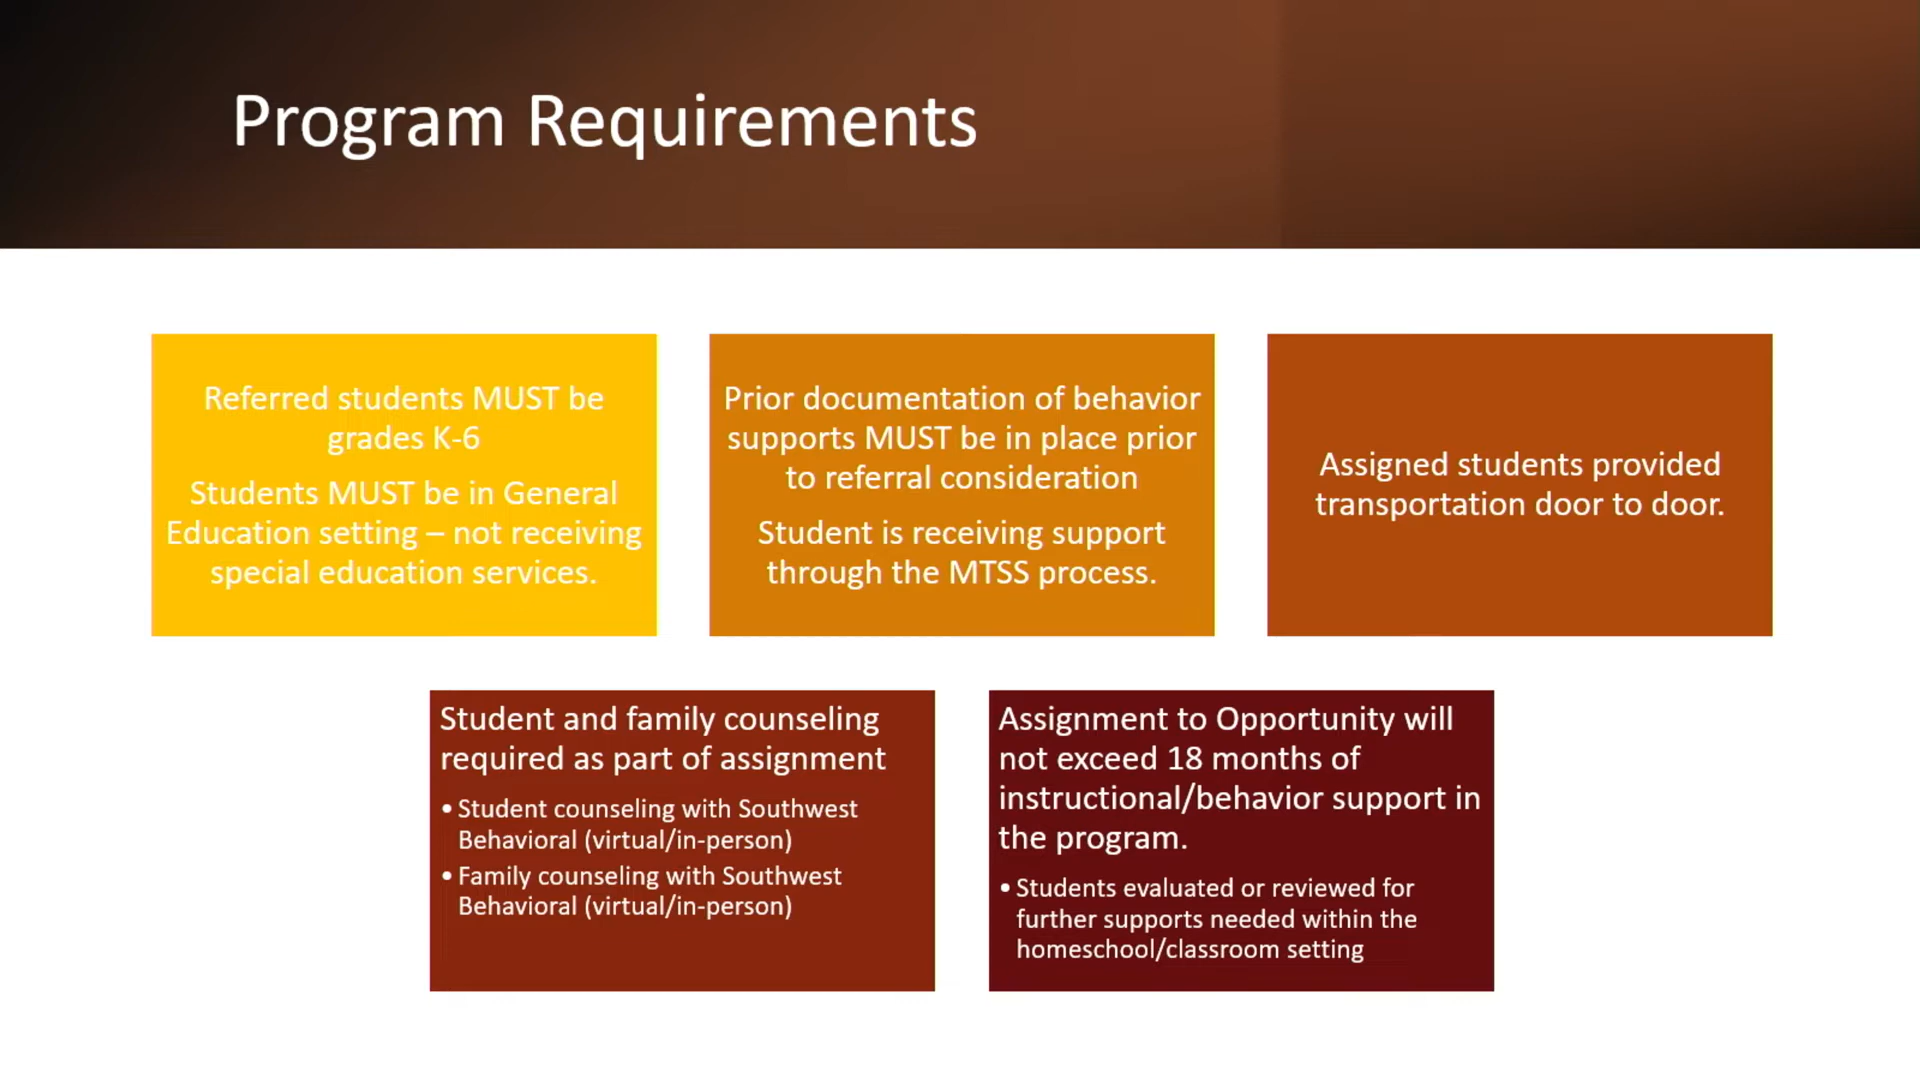 Program Requirements
Referred students MUST be
grades K-6
Students MUST be in General
Education setting – not receiving
special education services.
Prior documentation of behavior
supports MUST be in place prior
to referral consideration
Student is receiving support
through the MTSS process.
Assigned students provided
transportation door to door.
Student and family counseling
required as part of assignment
• Student counseling with Southwest
Behavioral (virtual/in-person)
• Family counseling with Southwest
Behavioral (virtual/in-person)
Assignment to Opportunity will
not exceed 18 months of
instructional/behavior support in
the program.
• Students evaluated or reviewed for
further supports needed within the
homeschool/classroom setting